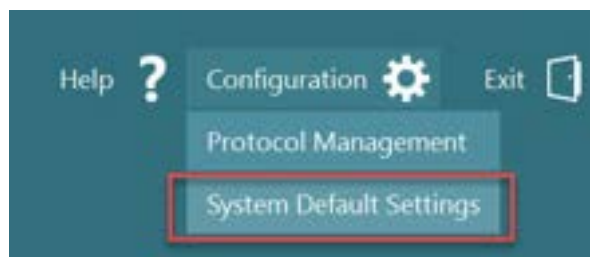 Help ? Configuration Exit
Protocol Management
System Default Settings